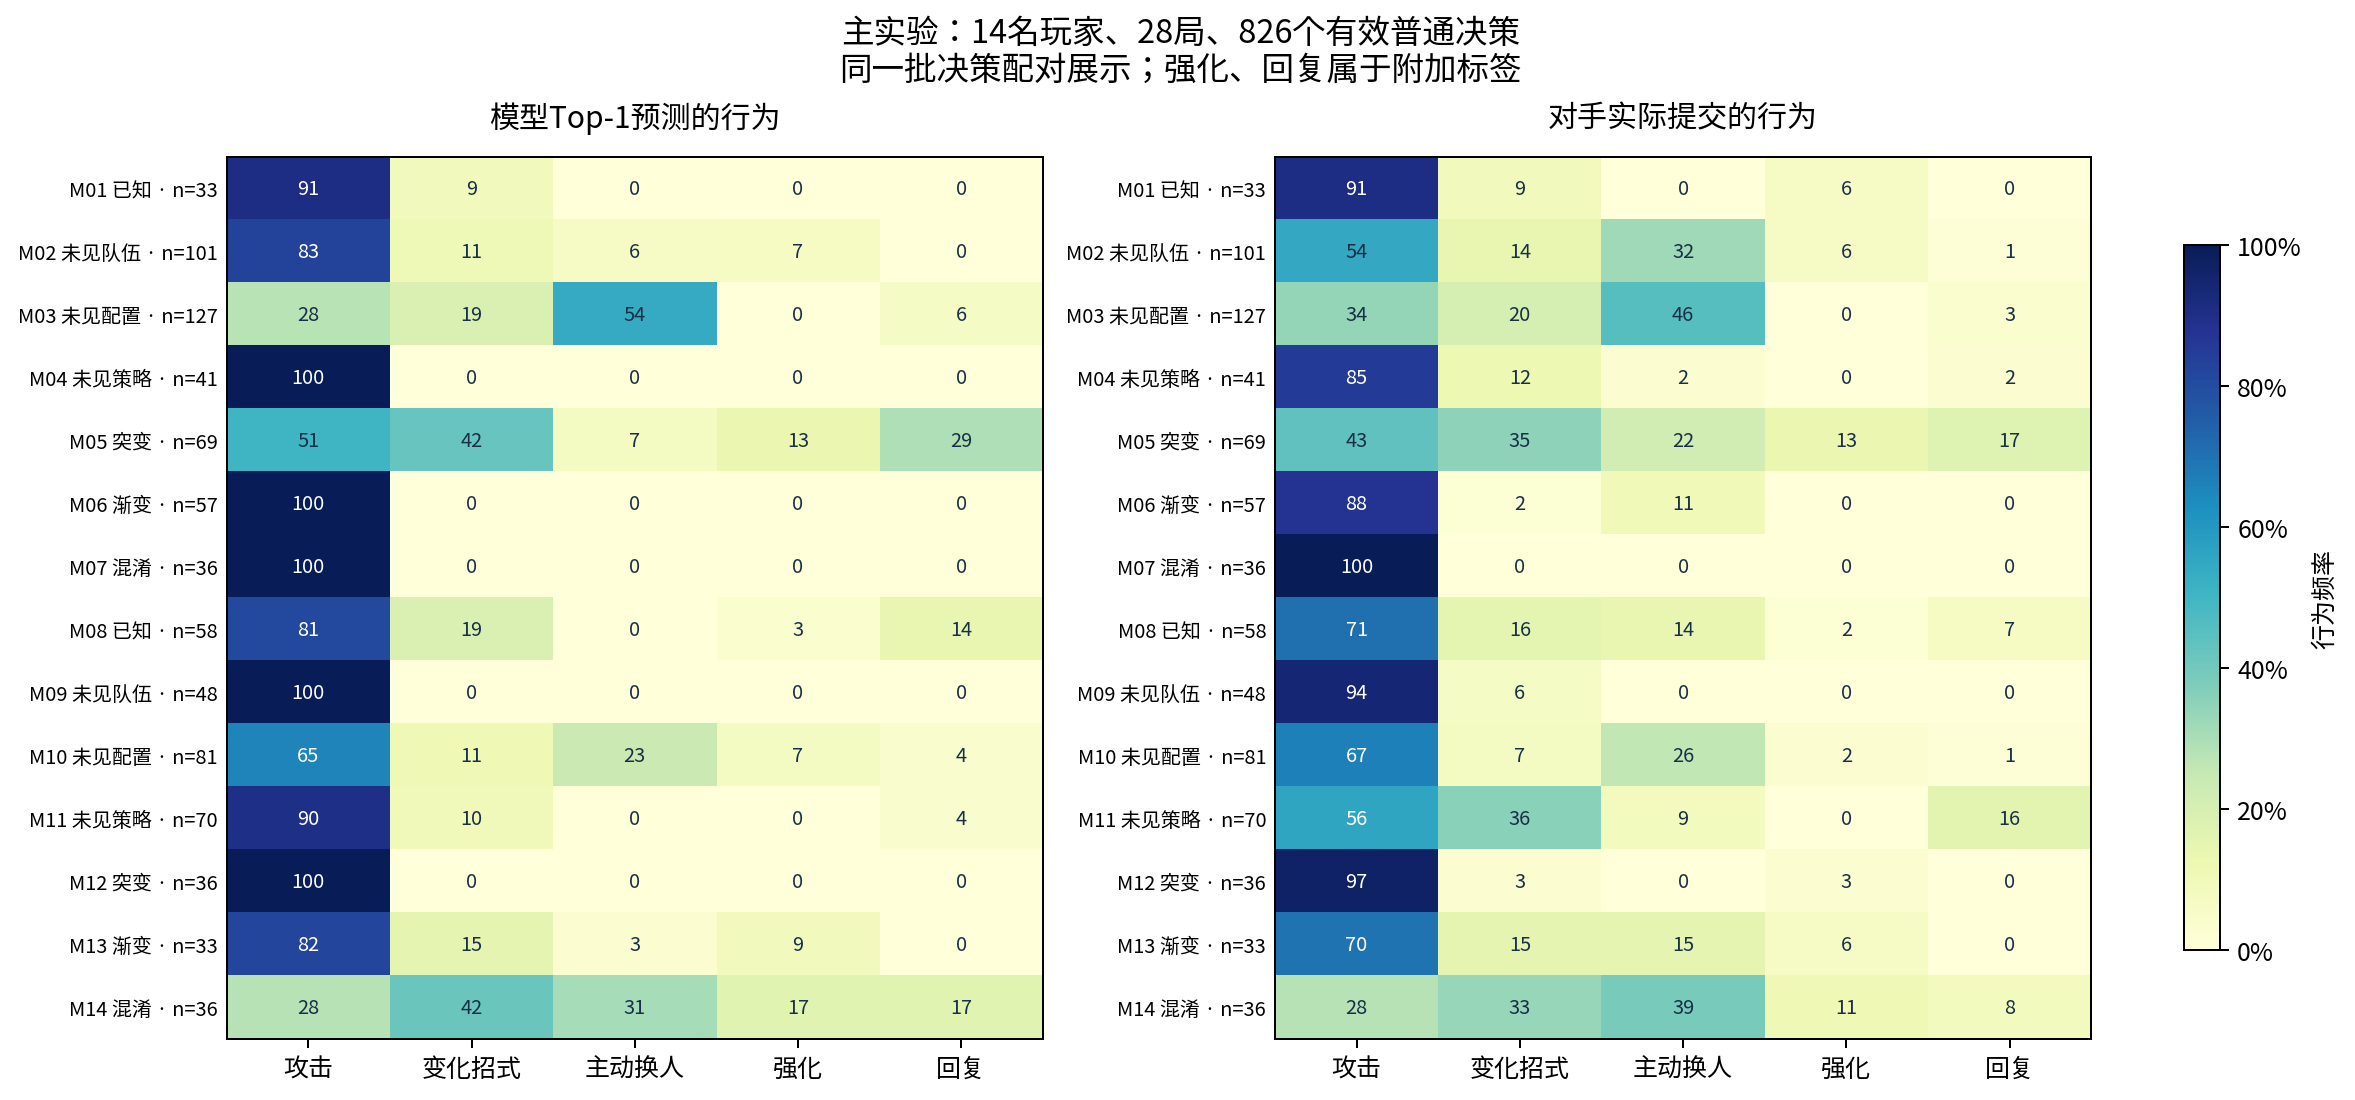 主实验：14名玩家、28局、826个有效普通决策
同一批决策配对展示；强化、回复属于附加标签
模型Top-1预测的行为
M01 已知 · n=33 91 9 0 0 0
M02 未见队伍 · n=101 83 11 6 7 0
M03 未见配置 · n=127 28 19 54 0 6
M04 未见策略 · n=41 100 0 0 0 0
M05 突变 · n=69 51 42 7 13 29
M06 渐变 · n=57 100 0 0 0 0
M07 混淆 · n=36 100 0 0 0 0
M08 已知 · n=58 81 19 0 3 14
M09 未见队伍 · n=48 100 0 0 0 0
M10 未见配置 · n=81 65 11 23 7 4
M11 未见策略 · n=70 90 10 0 0 4
M12 突变 · n=36 100 0 0 0 0
M13 渐变 · n=33 82 15 3 9 0
M14 混淆 · n=36 28 42 31 17 17
攻击 变化招式 主动换人 强化 回复
对手实际提交的行为
M01 已知 · n=33 91 9 0 6 0
M02 未见队伍 · n=101 54 14 32 6 1
M03 未见配置 · n=127 34 20 46 0 3
M04 未见策略 · n=41 85 12 2 0 2
M05 突变 · n=69 43 35 22 13 17
M06 渐变 · n=57 88 2 11 0 0
M07 混淆 · n=36 100 0 0 0 0
M08 已知 · n=58 71 16 14 2 7
M09 未见队伍 · n=48 94 6 0 0 0
M10 未见配置 · n=81 67 7 26 2 1
M11 未见策略 · n=70 56 36 9 0 16
M12 突变 · n=36 97 3 0 3 0
M13 渐变 · n=33 70 15 15 6 0
M14 混淆 · n=36 28 33 39 11 8
攻击 变化招式 主动换人 强化 回复
100%
80%
60%
40%
20%
0%
行为频率